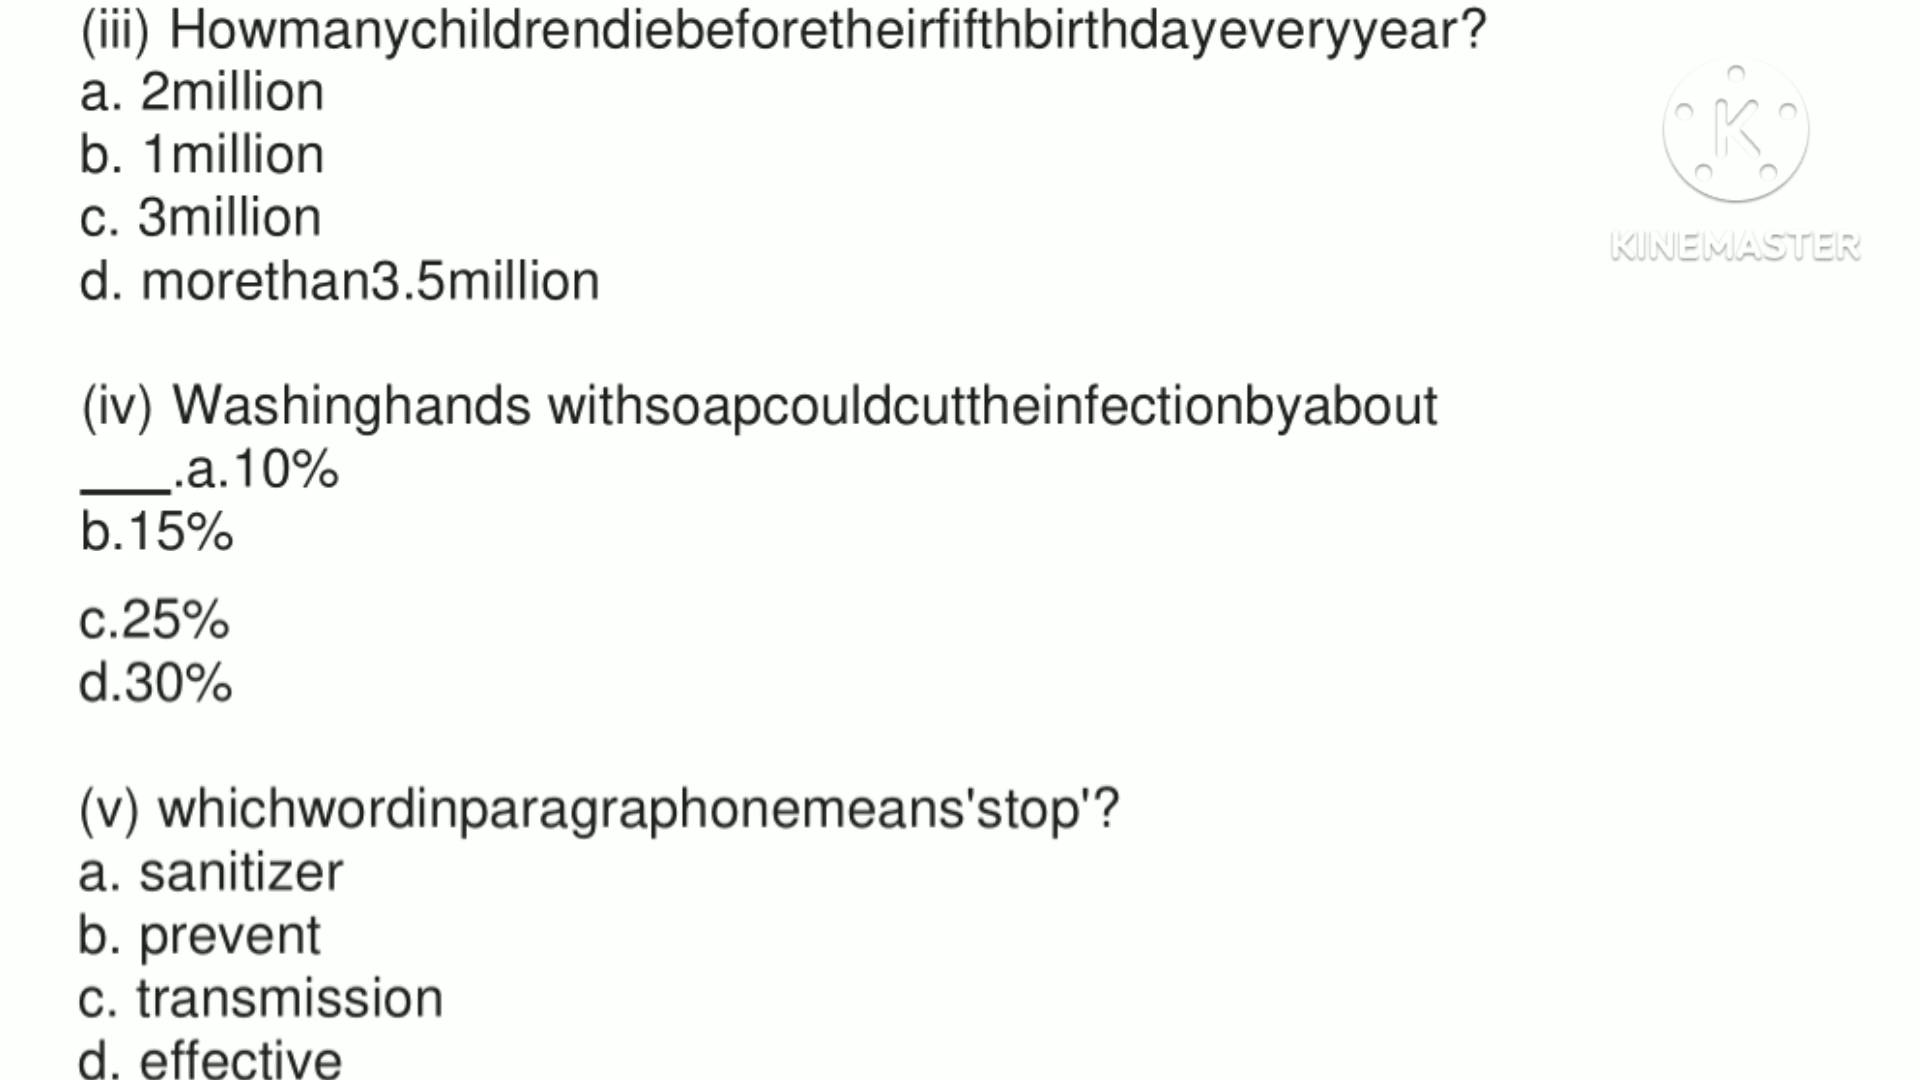 (iii) Howmanychildrendiebeforetheirfifthbirthdayeveryyear?
a. 2million
b. 1million
c. 3million
d. morethan3.5million
KINEMASTER
(iv) Washinghands withsoapcouldcuttheinfectionbyabout
___.a.10%
b.15%
c.25%
d.30%
(v) whichwordinparagraphonemeans'stop'?
a. sanitizer
b. prevent
c. transmission
d. effective